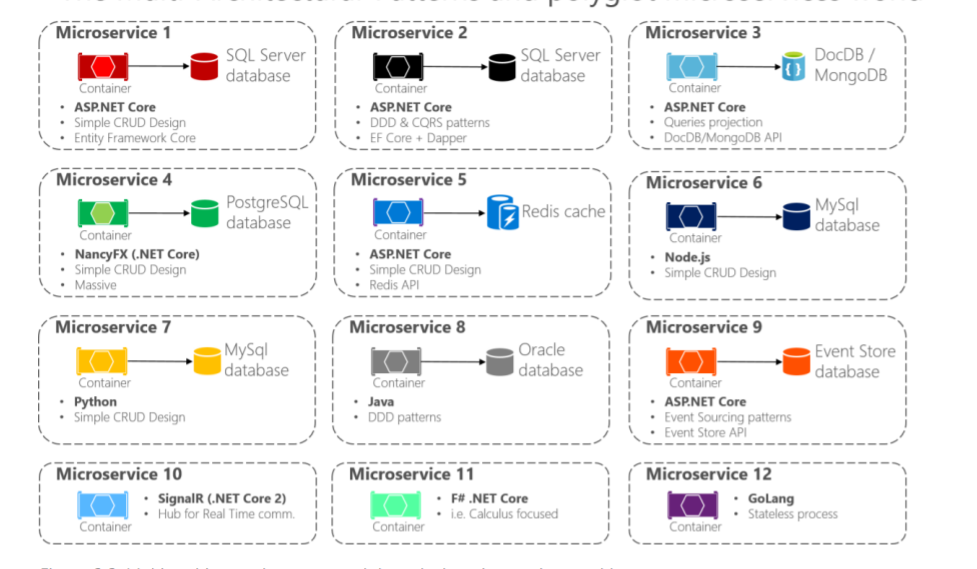 Microservice 1
SQL Server
database
Container
• ASP.NET Core
• Simple CRUD Design
• Entity Framework Core
Microservice 2
SQL Server
database
Container
• ASP.NET Core
• DDD & CQRS patterns
• EF Core + Dapper
Microservice 3
DocDB /
MongoDB
Container
• ASP.NET Core
• Queries projection
• DocDB/MongoDB API
Microservice 4
PostgreSQL
database
Container
• NancyFX (.NET Core)
• Simple CRUD Design
• Massive
Microservice 5
Redis cache
Container
• ASP.NET Core
• Simple CRUD Design
• Redis API
Microservice 6
MySql
database
Container
• Node.js
• Simple CRUD Design
Microservice 7
MySql
database
Container
• Python
• Simple CRUD Design
Microservice 8
Oracle
database
Container
• Java
• DDD patterns
Microservice 9
Event Store
database
Container
• ASP.NET Core
• Event Sourcing patterns
• Event Store API
Microservice 10
Container
• SignalR (.NET Core 2)
• Hub for Real Time comm.
Microservice 11
Container
• F# .NET Core
• i.e. Calculus focused
Microservice 12
Container
• GoLang
• Stateless process